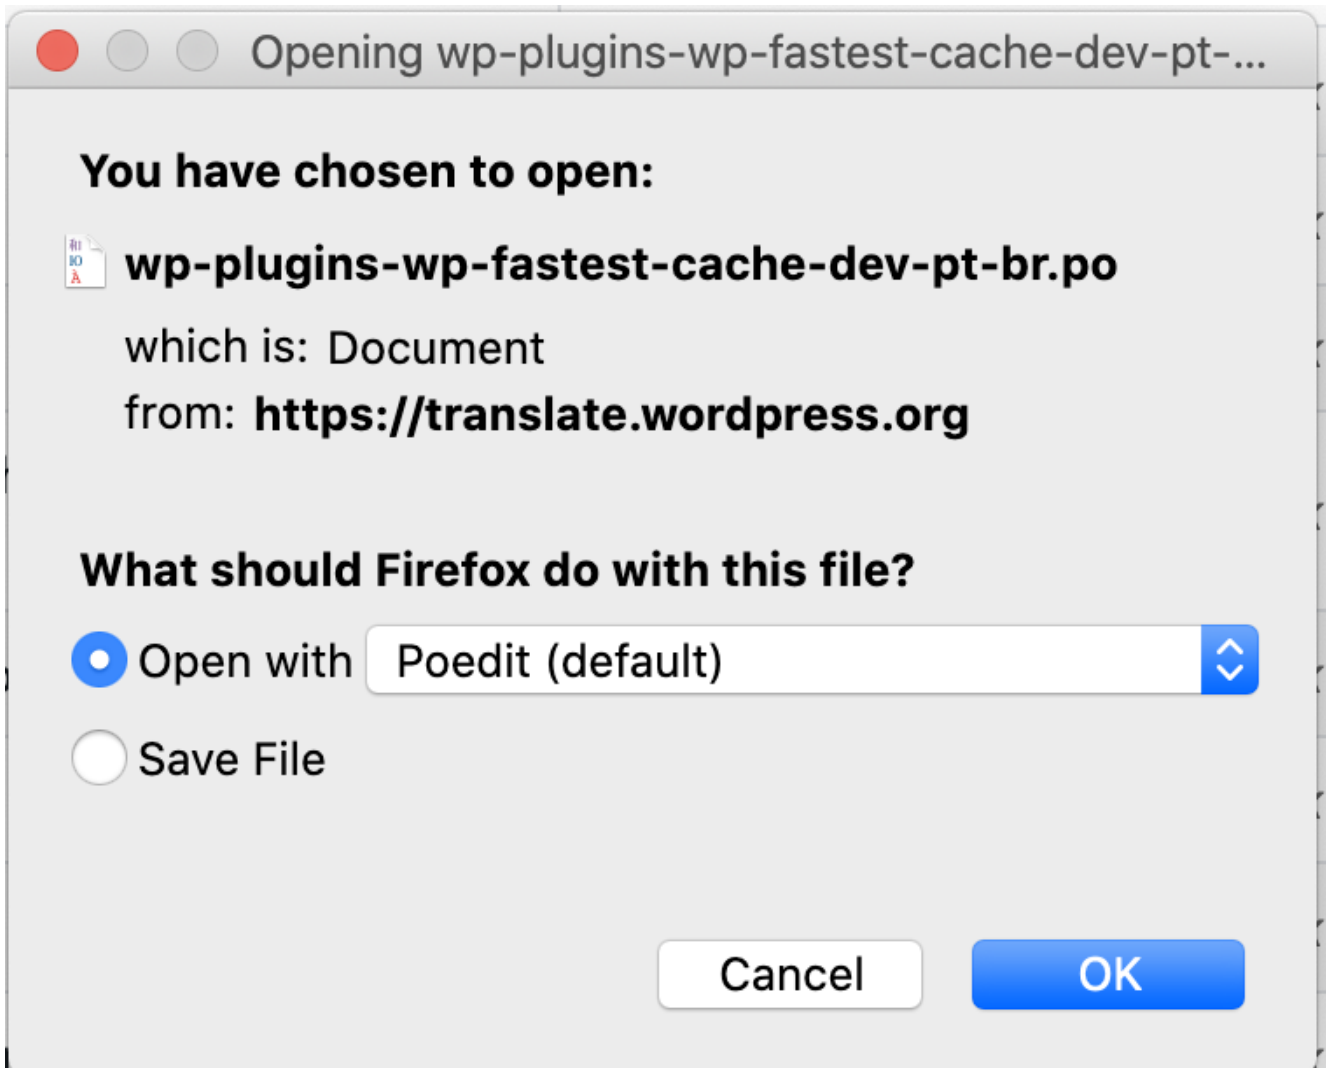 Opening wp-plugins-wp-fastest-cache-dev-pt-...
You have chosen to open:
wp-plugins-wp-fastest-cache-dev-pt-br.po
which is: Document
from: https://translate.wordpress.org
What should Firefox do with this file?
Open with Poedit (default)
Save File
Cancel OK